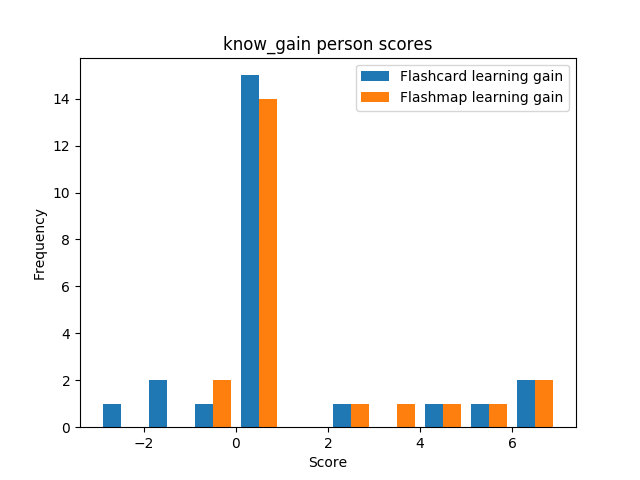 know_gain person scores
Flashcard learning gain
Flashmap learning gain
Frequency
14
12
10
8
6
4
2
0
−2
0
2
4
6
Score